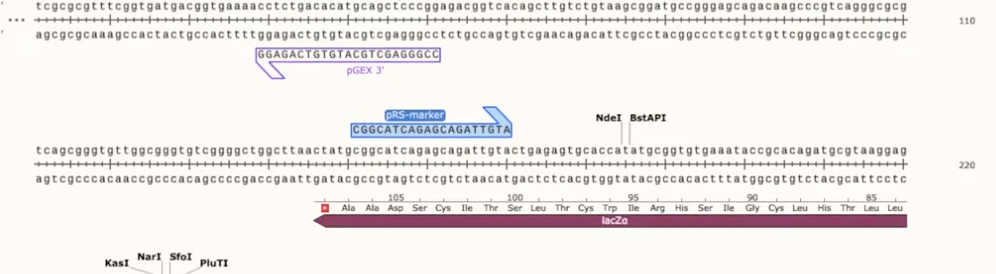 tcgcgcgtttcggtgatgacggtgaaaacctctgacacatgcagctcccggagacggtcacagcttgtctgtaagcggatgccgggagcagacaagcccgtcagggcgcg
110
agcgcgcaaagccactactgccacttttggagactgtgtacgtcgagggcctctgccagtgtcgaacagacattcgcctacggccctcgtctgttcgggcagtcccgcgc
GGAGACTGTGTACGTCGAGGGCC
pGEX 3'
pRS-marker
NdeI BstAPI
CGGCATCAGAGCAGATTGTA
tcagcgggtgttggcgggtgtcggggctggcttaactatgcggcatcagagcagattgtactgagagtgcaccatatgcggtgtgaaataccgcacagatgcgtaaggag
220
agtcgcccacaaccgcccacagccccgaccgaattgatacgccgtagtctcgtctaacatgactctcacgtggtatacgccacactttatggcgtgtctacgcattcctc
105 100 95 90 85
Ala Ala Asp Ser Cys Ile Thr Ser Leu Thr Cys Trp Ile Arg His Ser Ile Gly Cys Leu Thr Leu Leu
lacZα
KasI NarI SfoI PluTI